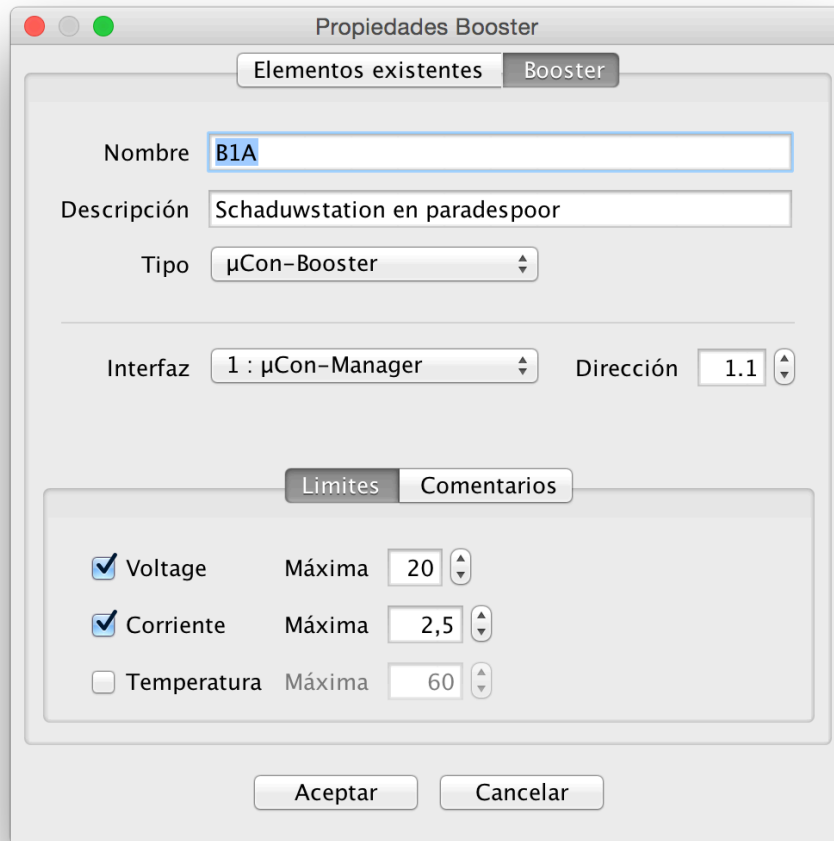 Propiedades Booster
Elementos existentes Booster
Nombre B1A
Descripción Schaduwstation en paradespoor
Tipo µCon-Booster
Interfaz 1 : µCon-Manager Dirección 1.1
Limites Comentarios
Voltage Máxima 20
Corriente Máxima 2,5
Temperatura Máxima 60
Aceptar Cancelar